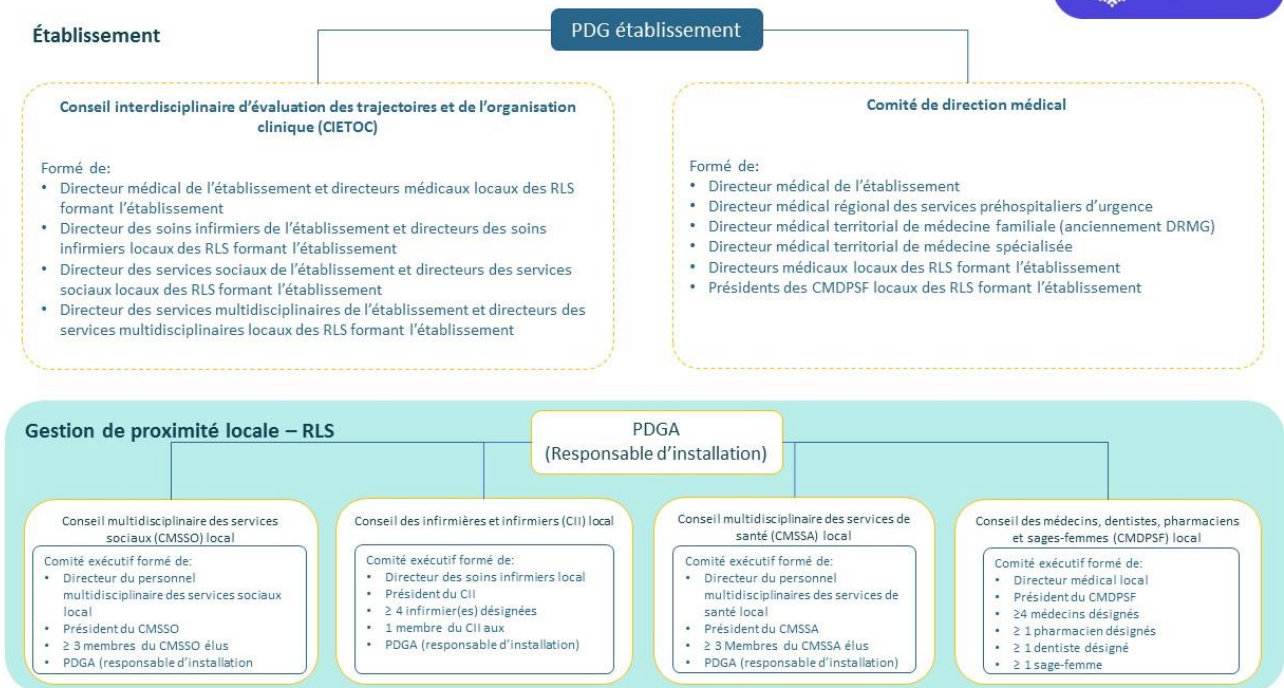 Établissement
PDG établissement
Conseil interdisciplinaire d'évaluation des trajectoires et de l'organisation
clinique (CIETOC)
Formé de:
• Directeur médical de l'établissement et directeurs médicaux locaux des RLS
formant l'établissement
• Directeur des soins infirmiers de l'établissement et directeurs des soins
infirmiers locaux des RLS formant l'établissement
• Directeur des services sociaux de l'établissement et directeurs des services
sociaux locaux des RLS formant l'établissement
• Directeur des services multidisciplinaires de l'établissement et directeurs des
services multidisciplinaires locaux des RLS formant l'établissement
Comité de direction médical
Formé de:
• Directeur médical de l'établissement
• Directeur médical régional des services préhospitaliers d'urgence
• Directeur médical territorial de médecine familiale (anciennement DRMG)
• Directeur médical territorial de médecine spécialisée
• Directeurs médicaux locaux des RLS formant l'établissement
• Présidents des CMDPSF locaux des RLS formant l'établissement
Gestion de proximité locale – RLS
PDGA
(Responsable d'installation)
Conseil multidisciplinaire des services
sociaux (CMSSO) local
Comité exécutif formé de:
• Directeur du personnel
multidisciplinaire des services sociaux
local
• Président du CMSSO
• ≥ 3 membres du CMSSO élus
• PDGA (responsable d'installation
Conseil des infirmières et infirmiers (CII) local
Comité exécutif formé de:
• Directeur des soins infirmiers local
• Président du CII
• ≥ 4 infirmier(es) désignées
• 1 membre du CII aux
• PDGA (responsable d'installation)
Conseil multidisciplinaire des services de
santé (CMSSA) local
Comité exécutif formé de:
• Directeur du personnel
multidisciplinaires des services de
santé local
• Président du CMSSA
• ≥ 3 Membres du CMSSA élus
• PDGA (responsable d'installation)
Conseil des médecins, dentistes, pharmaciens
et sages-femmes (CMDPSF) local
Comité exécutif formé de:
• Directeur médical local
• Président du CMDPSF
• ≥4 médecins désignés
• ≥ 1 pharmacien désignés
• ≥ 1 dentiste désigné
• ≥ 1 sage-femme